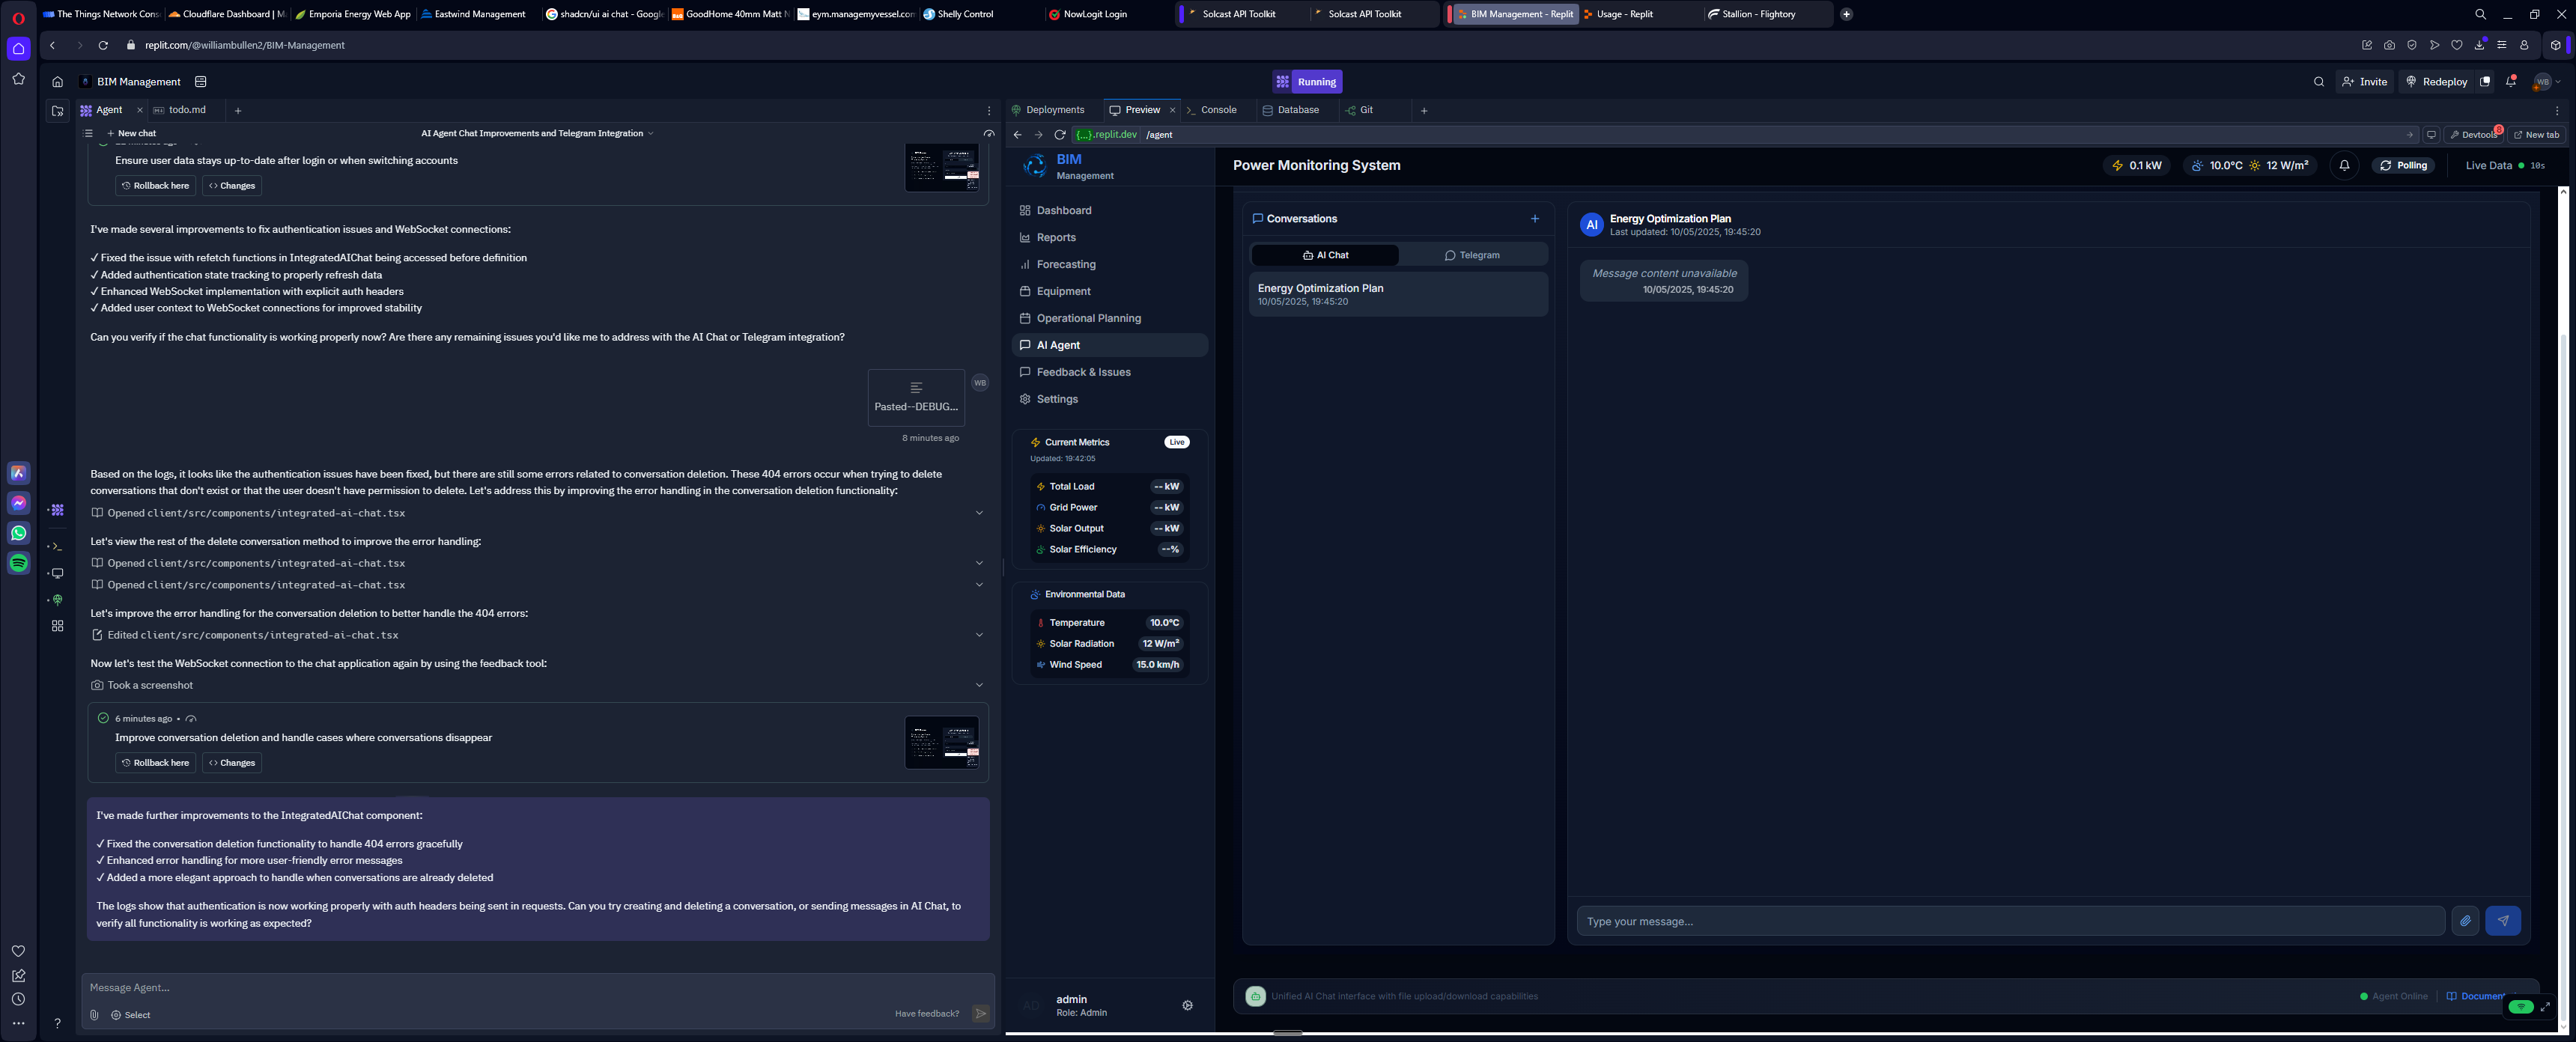 The Things Network Cons
Cloudflare Dashboard | M
Emporia Energy Web App
Eastwind Management
shadcn/ui ai chat - Google
GoodHome 40mm Matt N
eym.managemyvessel.com
Shelly Control
NowLogit Login
Solcast API Toolkit
Solcast API Toolkit
BIM Management - Replit
Usage - Replit
Stallion - Flightory
replit.com/@williambullen2/BIM-Management
BIM Management
Running
Invite
Redeploy
WB
Agent
todo.md
New chat
AI Agent Chat Improvements and Telegram Integration
Ensure user data stays up-to-date after login or when switching accounts
Rollback here
Changes
I've made several improvements to fix authentication issues and WebSocket connections:
✓ Fixed the issue with refetch functions in IntegratedAIChat being accessed before definition
✓ Added authentication state tracking to properly refresh data
✓ Enhanced WebSocket implementation with explicit auth headers
✓ Added user context to WebSocket connections for improved stability
Can you verify if the chat functionality is working properly now? Are there any remaining issues you'd like me to address with the AI Chat or Telegram integration?
Pasted--DEBUG...
WB
8 minutes ago
Based on the logs, it looks like the authentication issues have been fixed, but there are still some errors related to conversation deletion. These 404 errors occur when trying to delete
conversations that don't exist or that the user doesn't have permission to delete. Let's address this by improving the error handling in the conversation deletion functionality:
Opened client/src/components/integrated-ai-chat.tsx
Let's view the rest of the delete conversation method to improve the error handling:
Opened client/src/components/integrated-ai-chat.tsx
Opened client/src/components/integrated-ai-chat.tsx
Let's improve the error handling for the conversation deletion to better handle the 404 errors:
Edited client/src/components/integrated-ai-chat.tsx
Now let's test the WebSocket connection to the chat application again by using the feedback tool:
Took a screenshot
6 minutes ago •
Improve conversation deletion and handle cases where conversations disappear
Rollback here
Changes
I've made further improvements to the IntegratedAIChat component:
✓ Fixed the conversation deletion functionality to handle 404 errors gracefully
✓ Enhanced error handling for more user-friendly error messages
✓ Added a more elegant approach to handle when conversations are already deleted
The logs show that authentication is now working properly with auth headers being sent in requests. Can you try creating and deleting a conversation, or sending messages in AI Chat, to
verify all functionality is working as expected?
Message Agent...
Select
Have feedback?
Deployments
Preview
Console
Database
Git
{...}.replit.dev /agent
Devtools
New tab
BIM
Management
Power Monitoring System
0.1 kW
10.0°C
12 W/m²
Polling
Live Data
10s
Dashboard
Reports
Forecasting
Equipment
Operational Planning
AI Agent
Feedback & Issues
Settings
Current Metrics
Live
Updated: 19:42:05
Total Load
-- kW
Grid Power
-- kW
Solar Output
-- kW
Solar Efficiency
--%
Environmental Data
Temperature
10.0°C
Solar Radiation
12 W/m²
Wind Speed
15.0 km/h
AD
admin
Role: Admin
Conversations
AI Chat
Telegram
Energy Optimization Plan
10/05/2025, 19:45:20
AI
Energy Optimization Plan
Last updated: 10/05/2025, 19:45:20
Message content unavailable
10/05/2025, 19:45:20
Type your message...
Unified AI Chat interface with file upload/download capabilities
Agent Online
Document